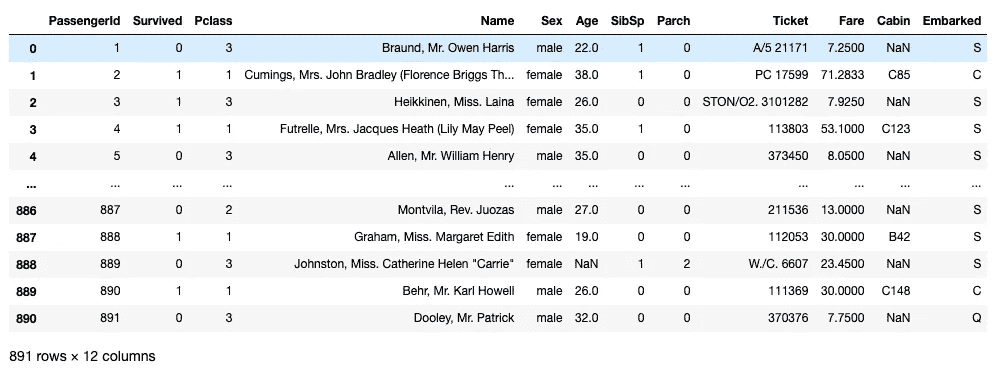 PassengerId Survived Pclass Name Sex Age SibSp Parch Ticket Fare Cabin Embarked
0 1 0 3 Braund, Mr. Owen Harris male 22.0 1 0 A/5 21171 7.2500 NaN S
1 2 1 1 Cumings, Mrs. John Bradley (Florence Briggs Th... female 38.0 1 0 PC 17599 71.2833 C85 C
2 3 1 3 Heikkinen, Miss. Laina female 26.0 0 0 STON/O2. 3101282 7.9250 NaN S
3 4 1 1 Futrelle, Mrs. Jacques Heath (Lily May Peel) female 35.0 1 0 113803 53.1000 C123 S
4 5 0 3 Allen, Mr. William Henry male 35.0 0 0 373450 8.0500 NaN S
... ... ... ... ... ... ... ... ... ... ... ... ...
886 887 0 2 Montvila, Rev. Juozas male 27.0 0 0 211536 13.0000 NaN S
887 888 1 1 Graham, Miss. Margaret Edith female 19.0 0 0 112053 30.0000 B42 S
888 889 0 3 Johnston, Miss. Catherine Helen "Carrie" female NaN 1 2 W./C. 6607 23.4500 NaN S
889 890 1 1 Behr, Mr. Karl Howell male 26.0 0 0 111369 30.0000 C148 C
890 891 0 3 Dooley, Mr. Patrick male 32.0 0 0 370376 7.7500 NaN Q
891 rows × 12 columns